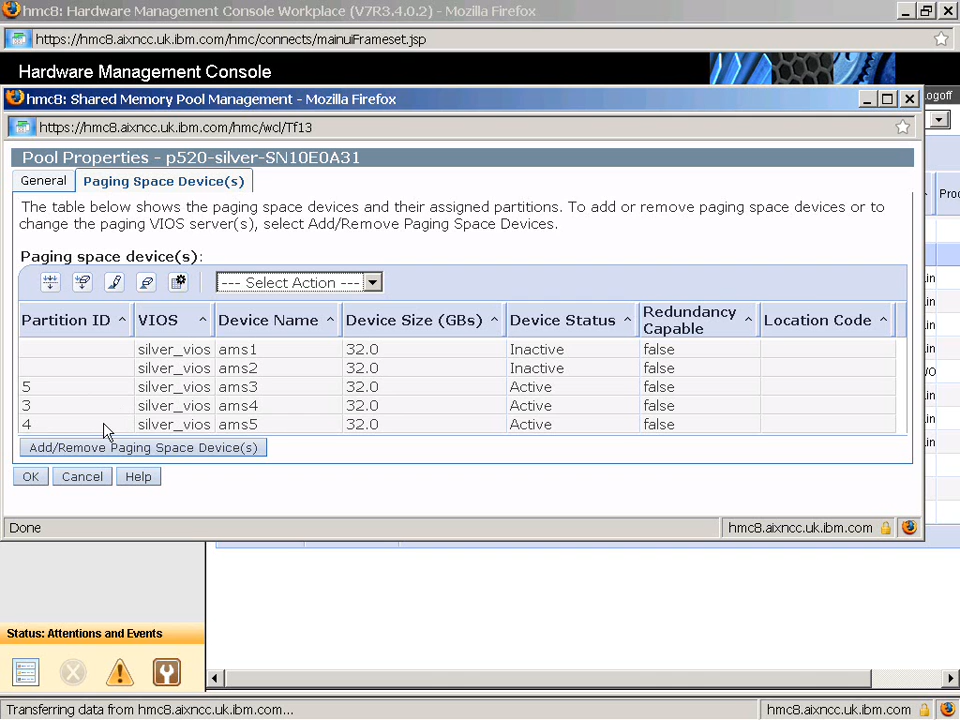 hmc8: Hardware Management Console Workplace (V7R3.4.0.2) - Mozilla Firefox
https://hmc8.aixncc.uk.ibm.com/hmc/connects/mainuiFrameset.jsp
Hardware Management Console
hmc8: Shared Memory Pool Management - Mozilla Firefox
ogoff
https://hmc8.aixncc.uk.ibm.com/hmc/wcl/Tf13
Pool Properties - p520-silver-SN10E0A31
General Paging Space Device(s)
The table below shows the paging space devices and their assigned partitions. To add or remove paging space devices or to
change the paging VIOS server(s), select Add/Remove Paging Space Devices.
Paging space device(s):
--- Select Action ---
Partition ID VIOS Device Name Device Size (GBs) Device Status Redundancy Capable Location Code
silver_vios ams1 32.0 Inactive false
silver_vios ams2 32.0 Inactive false
5 silver_vios ams3 32.0 Active false
3 silver_vios ams4 32.0 Active false
4 silver_vios ams5 32.0 Active false
Add/Remove Paging Space Device(s)
OK Cancel Help
Done hmc8.aixncc.uk.ibm.com
Status: Attentions and Events
Transferring data from hmc8.aixncc.uk.ibm.com... hmc8.aixncc.uk.ibm.com